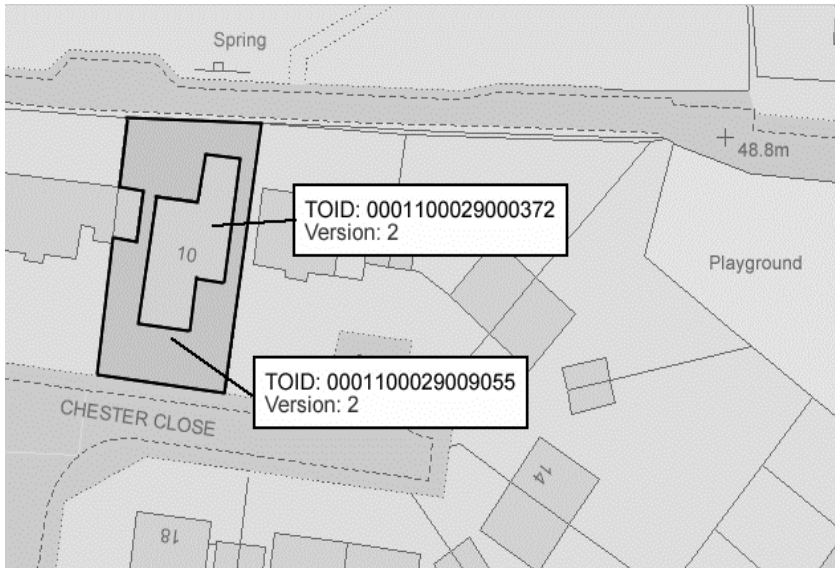 Spring
48.8m
TOID: 0001100029000372
Version: 2
10
Playground
TOID: 0001100029009055
Version: 2
CHESTER CLOSE
14
18